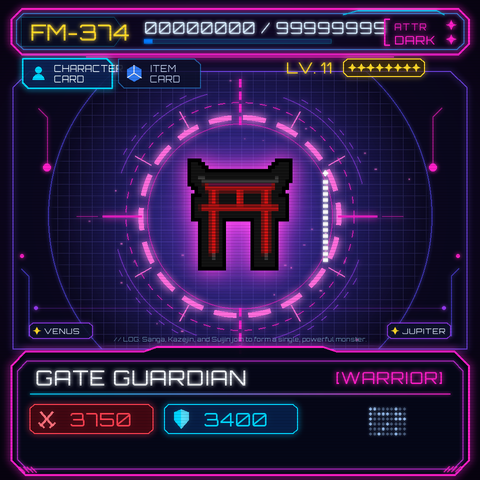 FM-374
00000000 / 99999999
ATTR
DARK
CHARACTER
CARD
ITEM
CARD
LV. 11
VENUS
JUPITER
// LOG: Sanga, Kazejin, and Suijin join to form a single, powerful monster.
GATE GUARDIAN
[WARRIOR]
3750
3400